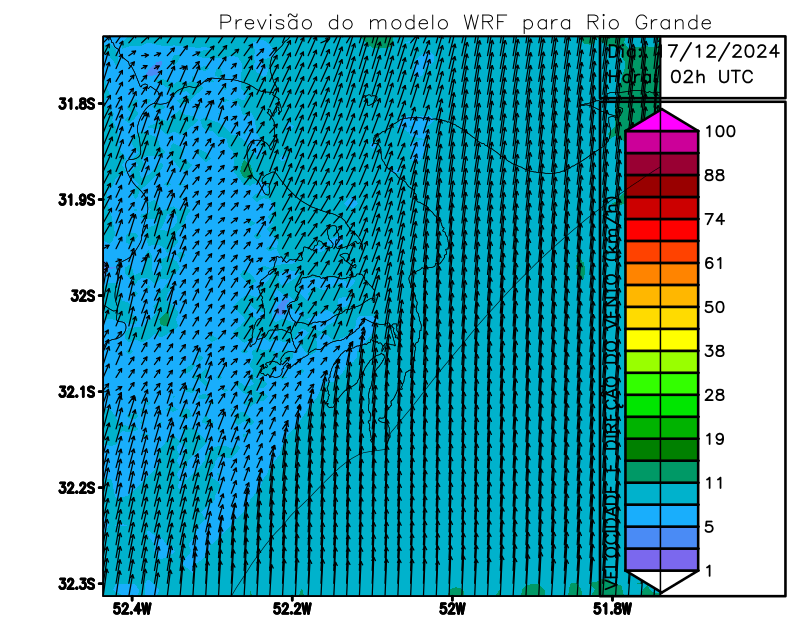 Previsão do modelo WRF para Rio Grande
Dia: 7/12/2024
Hora: 02h UTC
31.8S
31.9S
32S
32.1S
32.2S
32.3S
52.4W
52.2W
52W
51.8W
VELOCIDADE E DIREÇÃO DO VENTO (Km/h)
100
88
74
61
50
38
28
19
11
5
1